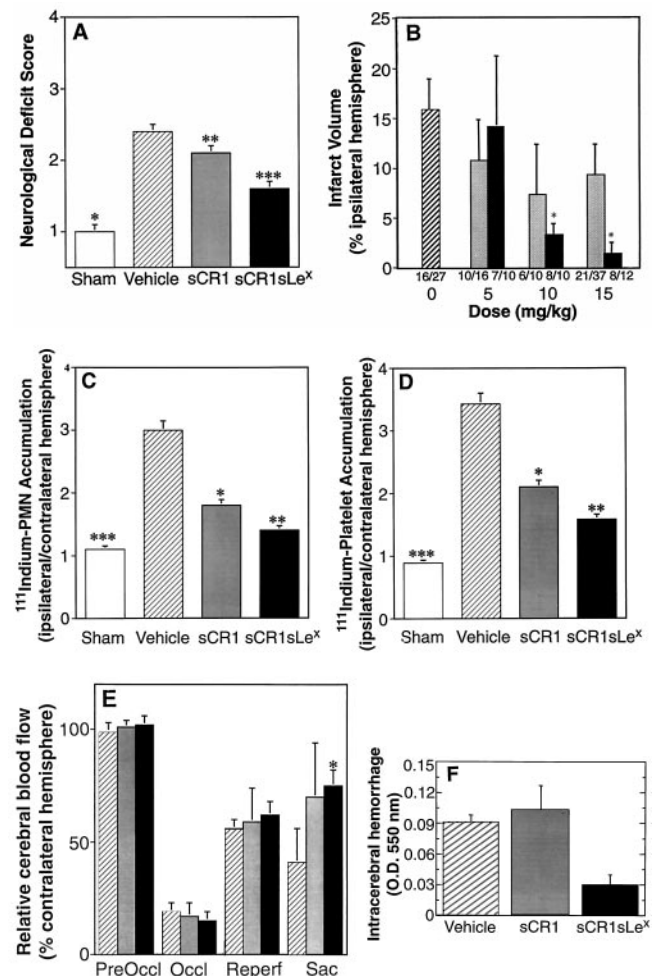 A
Neurological Deficit Score
4
3
2
1
* ** ***
Sham Vehicle sCR1 sCR1sLeˣ
B
Infarct Volume
(% ipsilateral hemisphere)
25
20
15
10
5
0
* *
16/27 10/16 7/10 6/10 8/10 21/37 8/12
0 5 10 15
Dose (mg/kg)
C
¹¹¹Indium-PMN Accumulation
(ipsilateral/contralateral hemisphere)
4
3
2
1
0
*** * **
Sham Vehicle sCR1 sCR1sLeˣ
D
¹¹¹Indium-Platelet Accumulation
(ipsilateral/contralateral hemisphere)
4
3
2
1
0
*** * **
Sham Vehicle sCR1 sCR1sLeˣ
E
Relative cerebral blood flow
(% contralateral hemisphere)
100
50
0
*
PreOccl Occl Reperf Sac
F
Intracerebral hemorrhage
(O.D. 550 nm)
0.15
0.12
0.09
0.06
0.03
0
Vehicle sCR1 sCR1sLeˣ